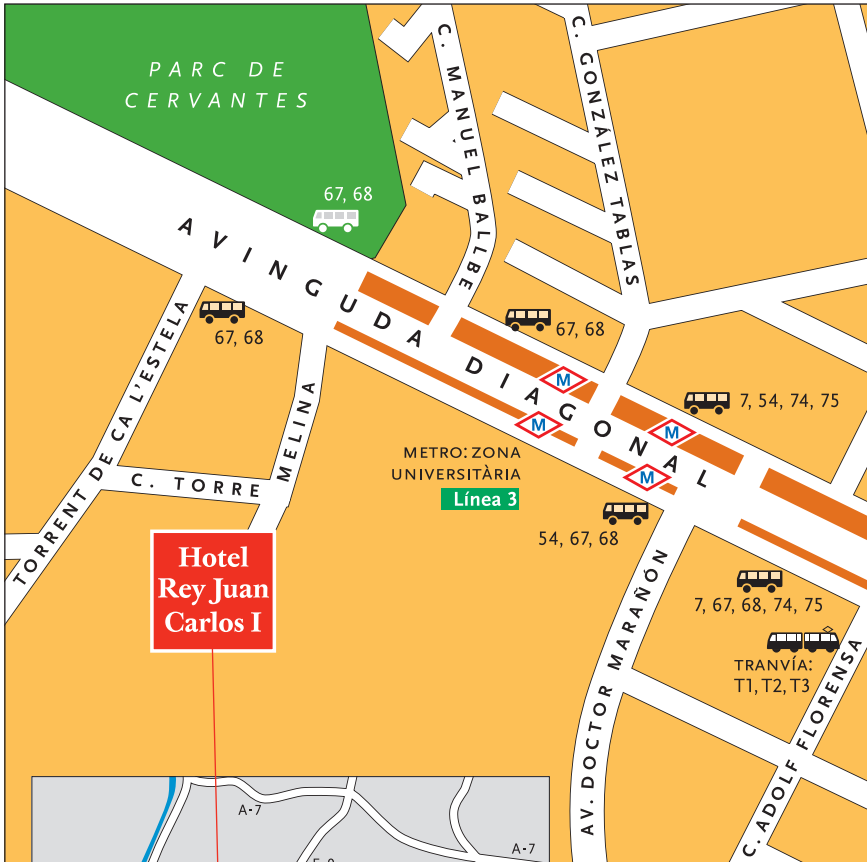 PARC DE
CERVANTES
C. MANUEL BALLBE
C. GONZÁLEZ TABLAS
67, 68
AVINGUDA DIAGONAL
67, 68
67, 68
TORRENT DE CA L'ESTELA
C. TORRE MELINA
M
M
M
M
7, 54, 74, 75
METRO: ZONA
UNIVERSITÀRIA
Línea 3
54, 67, 68
Hotel
Rey Juan
Carlos I
AV. DOCTOR MARAÑÓN
7, 67, 68, 74, 75
TRANVÍA:
T1, T2, T3
C. ADOLF FLORENSA
A-7
A-7